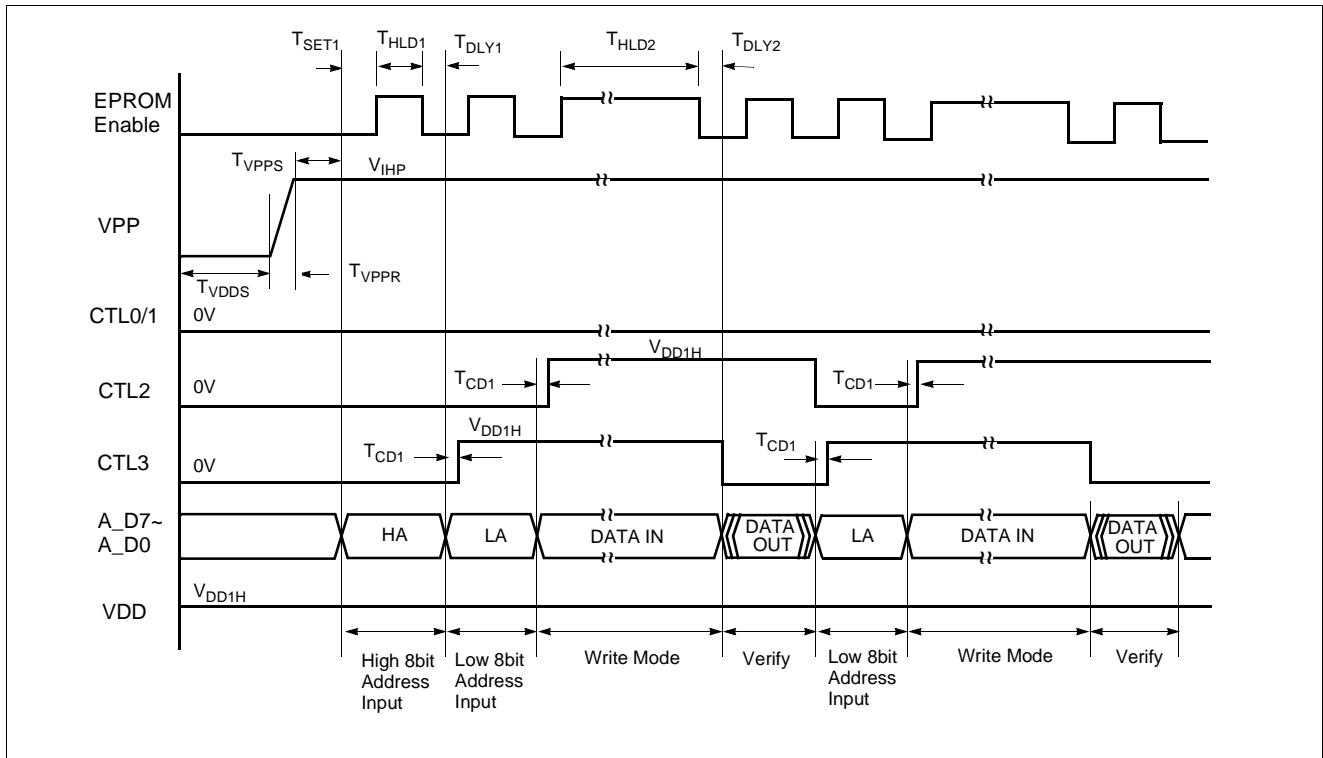 TSET1 THLD1 TDLY1 THLD2 TDLY2
EPROM
Enable
TVPPS VIHP
VPP
TVDDS TVPPR
CTL0/1 0V
VDD1H
CTL2 0V TCD1 TCD1
VDD1H
CTL3 0V TCD1 TCD1
A_D7~
A_D0
HA LA DATA IN DATA
OUT LA DATA IN DATA
OUT
VDD1H
VDD
High 8bit
Address
Input
Low 8bit
Address
Input
Write Mode
Verify
Low 8bit
Address
Input
Write Mode
Verify